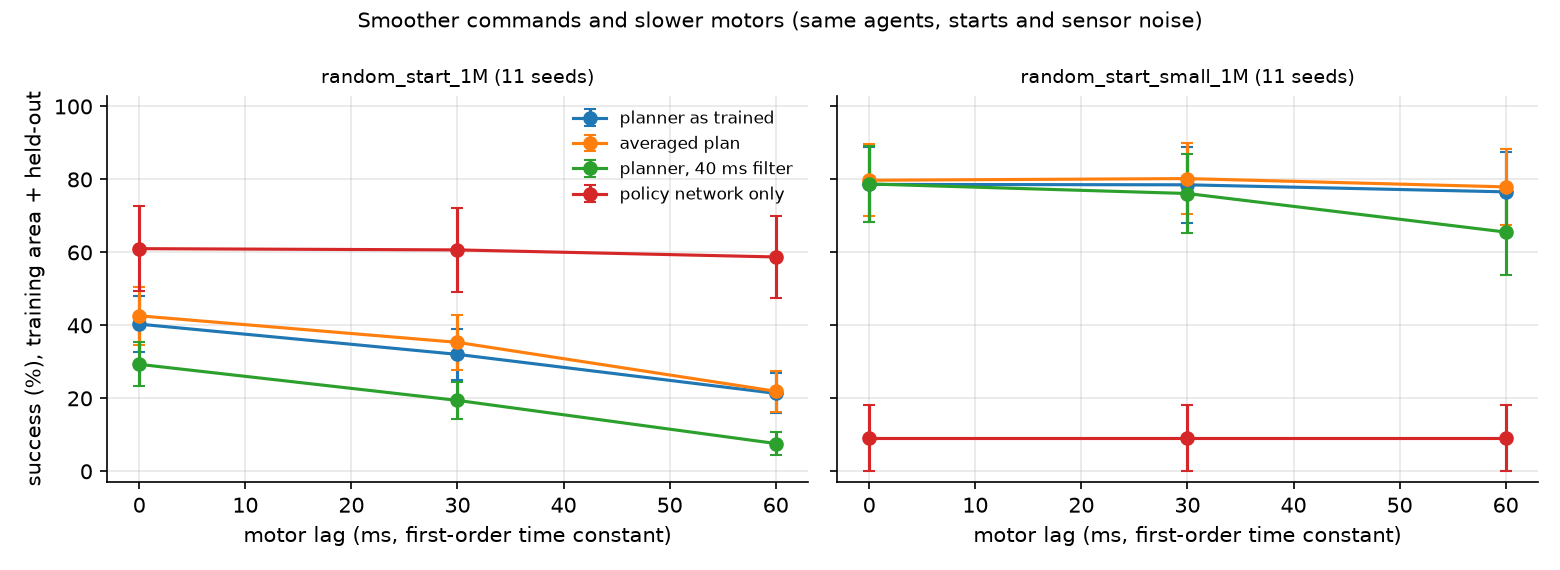 Smoother commands and slower motors (same agents, starts and sensor noise)
random_start_1M (11 seeds)
random_start_small_1M (11 seeds)
success (%), training area + held-out
100
80
60
40
20
0
planner as trained
averaged plan
planner, 40 ms filter
policy network only
0 10 20 30 40 50 60
0 10 20 30 40 50 60
motor lag (ms, first-order time constant)
motor lag (ms, first-order time constant)